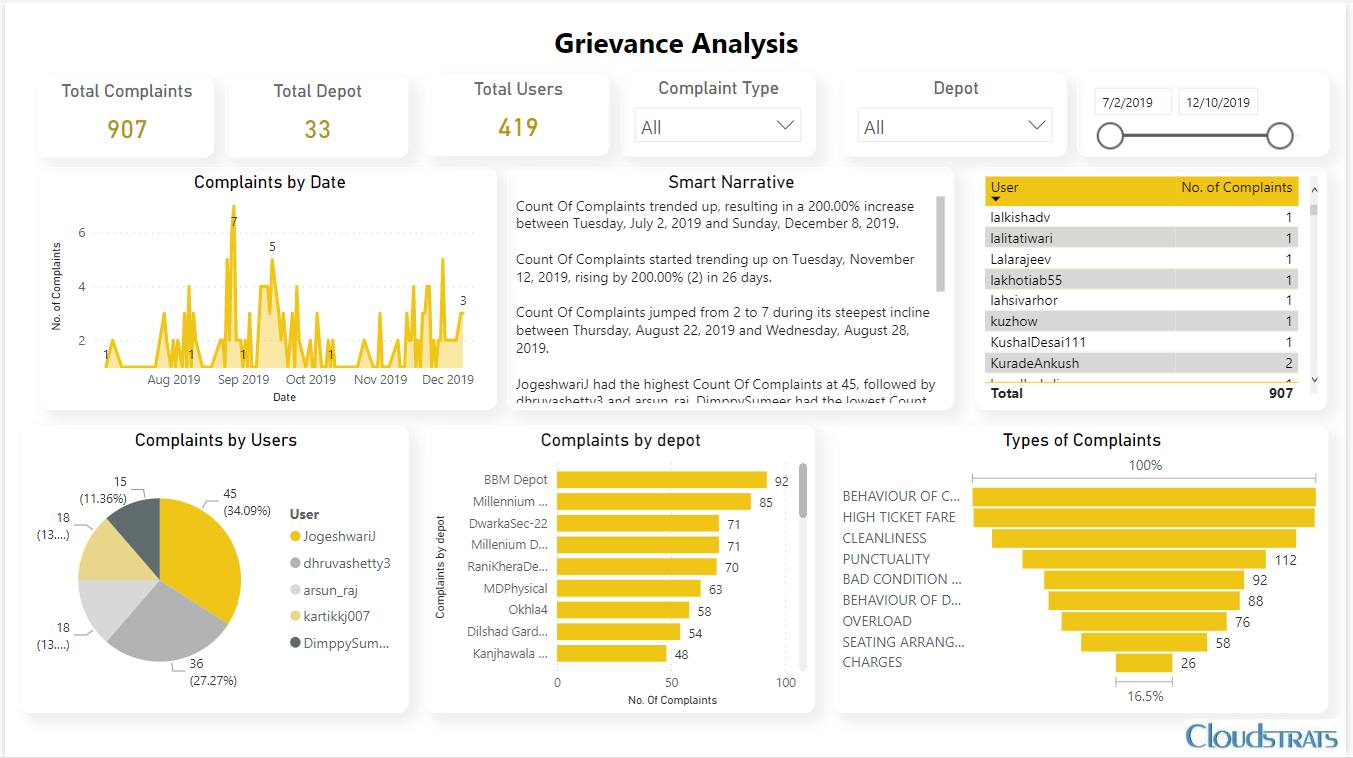 Grievance Analysis
Total Complaints
907
Total Depot
33
Total Users
419
Complaint Type
All
Depot
All
7/2/2019
12/10/2019
Complaints by Date
No. of Complaints
6
4
2
1
1
7
1
5
1
3
Aug 2019 Sep 2019 Oct 2019 Nov 2019 Dec 2019
Date
Smart Narrative
Count Of Complaints trended up, resulting in a 200.00% increase
between Tuesday, July 2, 2019 and Sunday, December 8, 2019.
Count Of Complaints started trending up on Tuesday, November
12, 2019, rising by 200.00% (2) in 26 days.
Count Of Complaints jumped from 2 to 7 during its steepest incline
between Thursday, August 22, 2019 and Wednesday, August 28,
2019.
JogeshwariJ had the highest Count Of Complaints at 45, followed by
dhruvashetty3 and arsun_raj. DimppySumeer had the lowest Count
User No. of Complaints
lalkishadv 1
lalitatiwari 1
Lalarajeev 1
lakhotiab55 1
lahsivarhor 1
kuzhow 1
KushalDesai111 1
KuradeAnkush 2
1
Total 907
Complaints by Users
45
(34.09%)
36
(27.27%)
18
(13....)
18
(13....)
15
(11.36%)
User
JogeshwariJ
dhruvashetty3
arsun_raj
kartikkj007
DimppySum...
Complaints by depot
Complaints by depot
BBM Depot 92
Millennium ... 85
DwarkaSec-22 71
Millenium D... 71
RaniKheraDe... 70
MDPhysical 63
Okhla4 58
Dilshad Gard... 54
Kanjhawala ... 48
0 50 100
No. Of Complaints
Types of Complaints
100%
BEHAVIOUR OF C...
HIGH TICKET FARE
CLEANLINESS
PUNCTUALITY 112
BAD CONDITION ... 92
BEHAVIOUR OF D... 88
OVERLOAD 76
SEATING ARRANG... 58
CHARGES 26
16.5%
CLOUDSTRATS